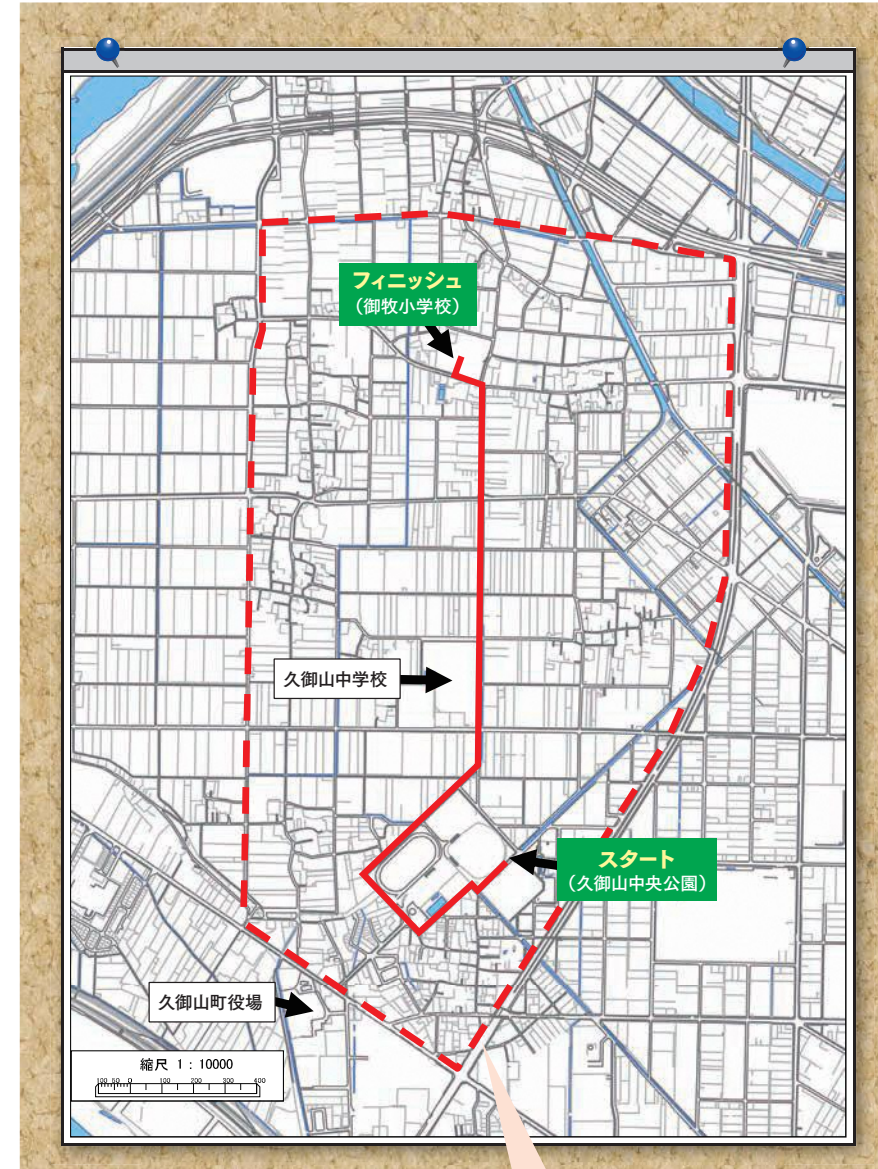 フィニッシュ
（御牧小学校）
久御山中学校
スタート
（久御山中央公園）
久御山町役場
縮尺 1：10000
100 50 0 100 200 300 400